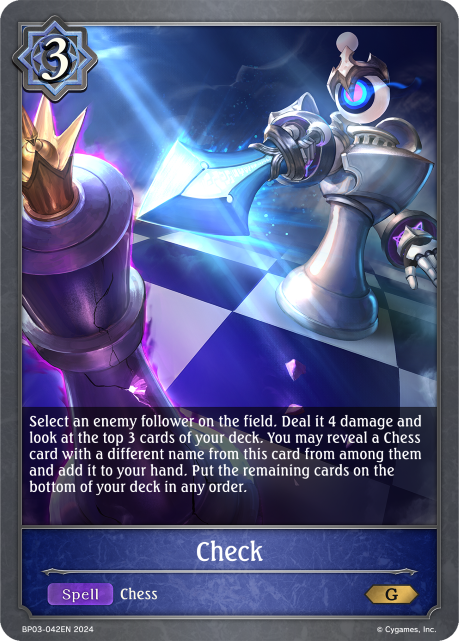 3
Select an enemy follower on the field. Deal it 4 damage and
look at the top 3 cards of your deck. You may reveal a Chess
card with a different name from this card from among them
and add it to your hand. Put the remaining cards on the
bottom of your deck in any order.
Check
Spell Chess G
BP03-042EN 2024 © Cygames, Inc.